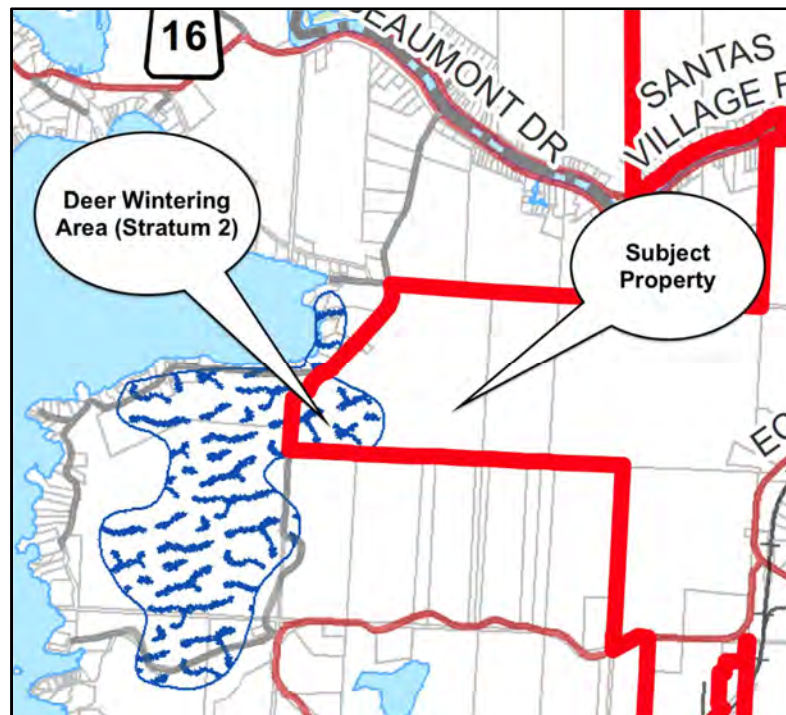 16
BEAUMONT DR
SANTAS
VILLAGE
Deer Wintering
Area (Stratum 2)
Subject
Property